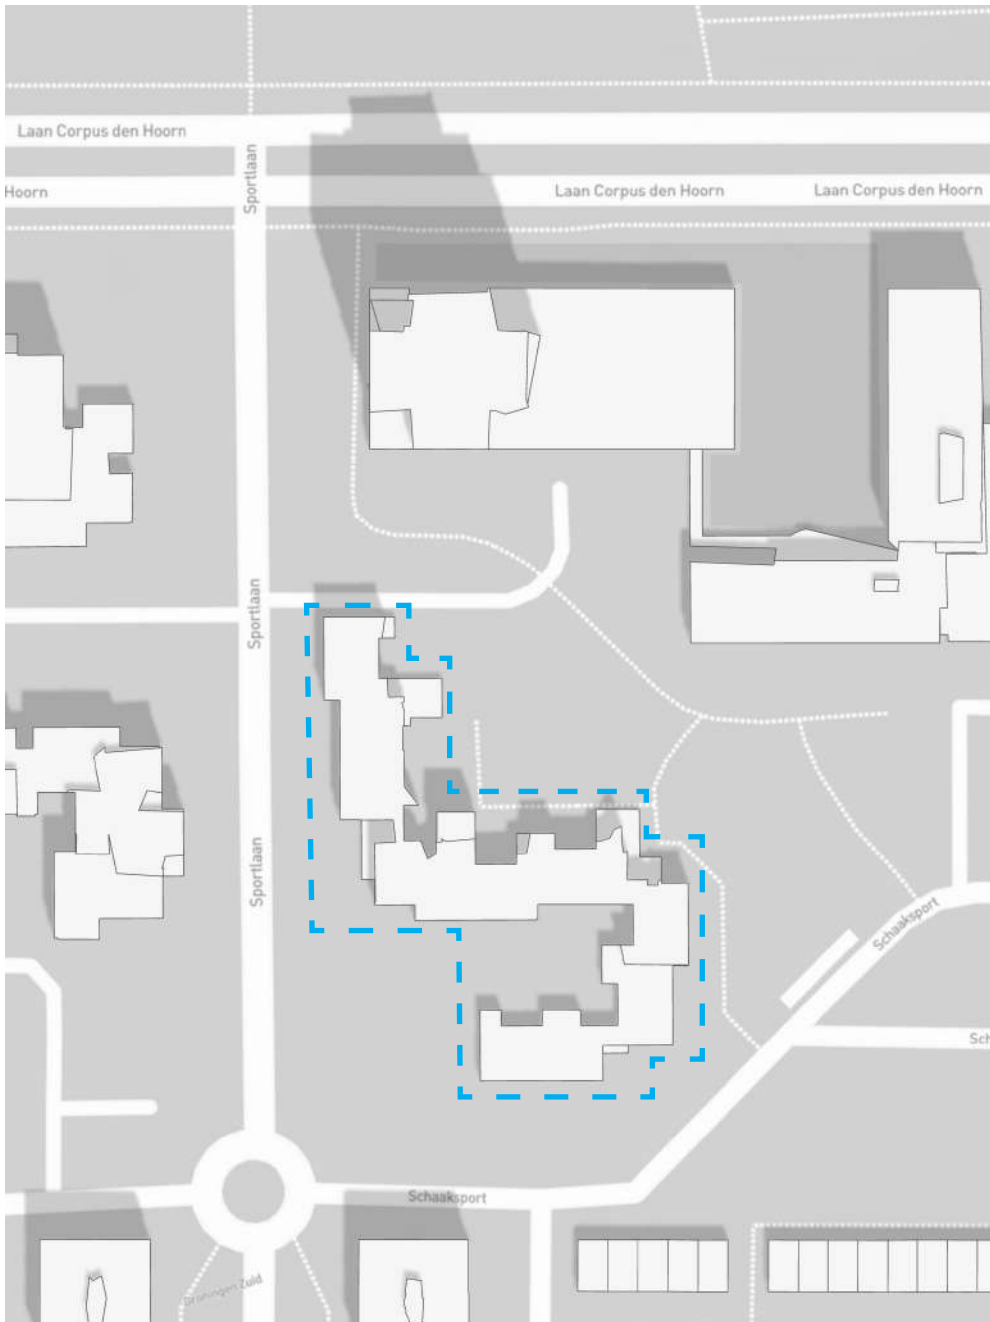 Laan Corpus den Hoorn
Hoorn
Laan Corpus den Hoorn
Laan Corpus den Hoorn
Sportlaan
Sportlaan
Sportlaan
Schaaksport
Sch
Schaaksport
Groningen Zuid